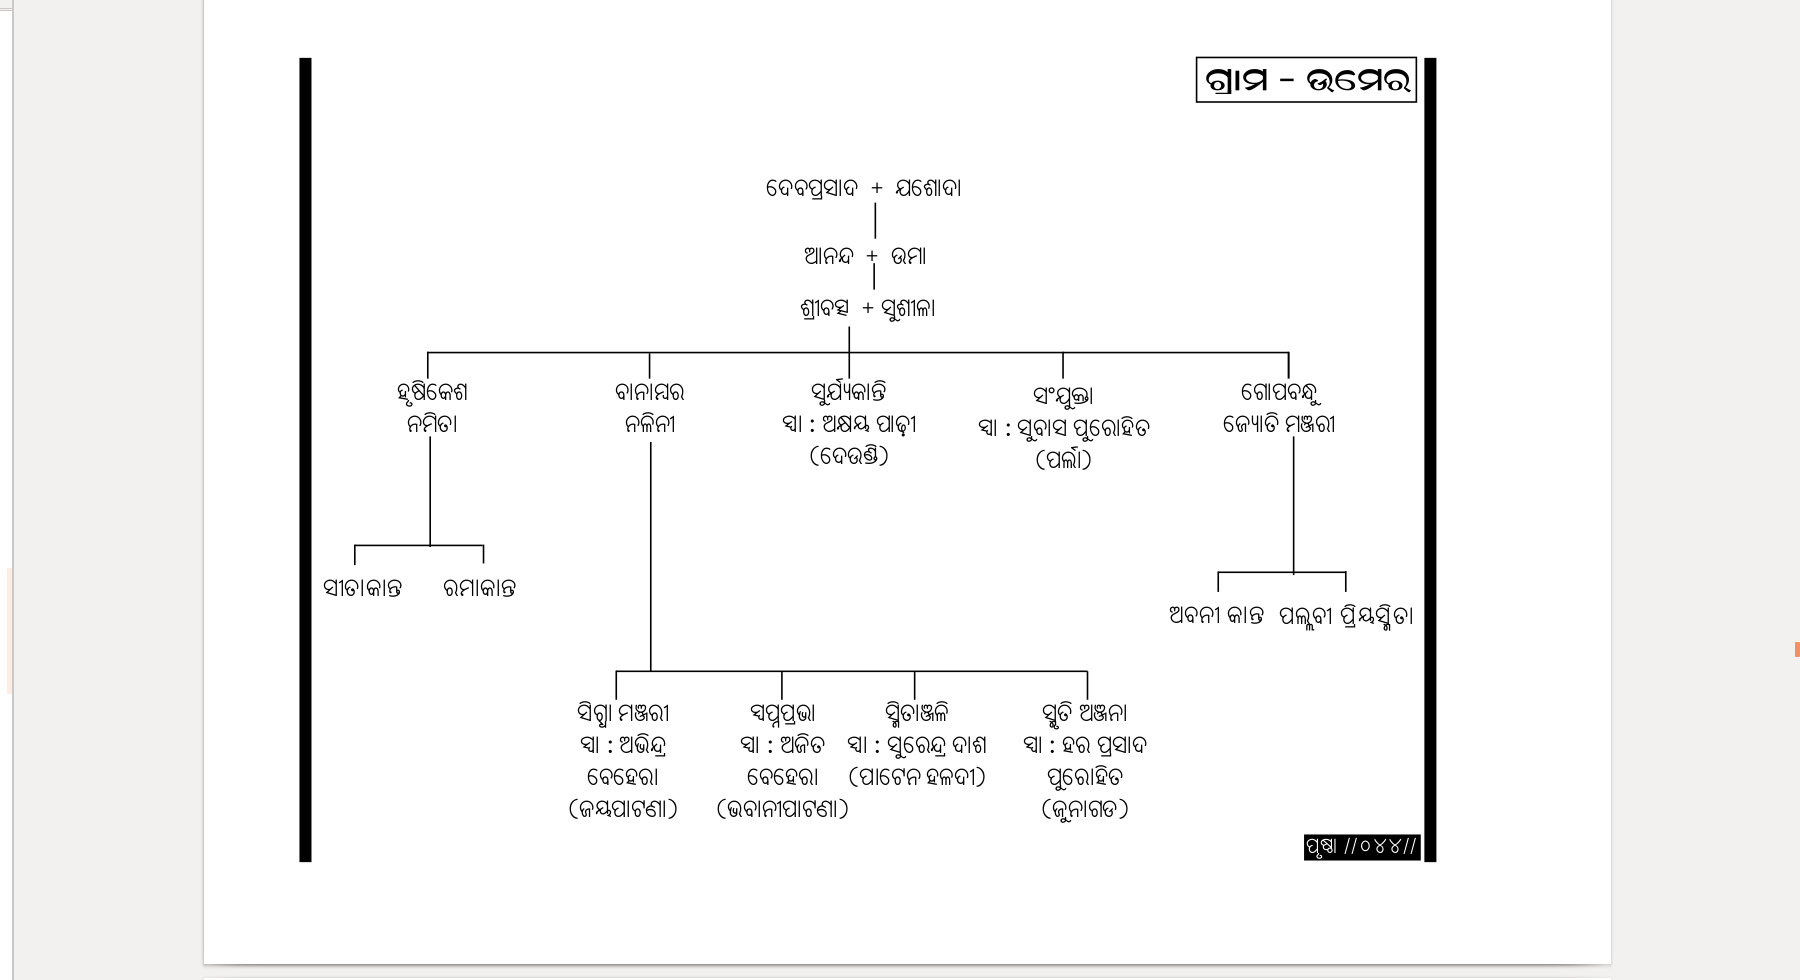 ଗ୍ରାମ - ଉମେର
ଦେବପ୍ରସାଦ + ଯଶୋଦା
ଆନନ୍ଦ + ଉମା
ଶ୍ରୀବତ୍ସ + ସୁଶୀଳା
ହୃଷିକେଶ
ନମିତା
ବାନାମ୍ବର
ନଳିନୀ
ସୁର୍ଯ୍ୟକାନ୍ତି
ସ୍ୱା : ଅକ୍ଷୟ ପାଢ଼ୀ
(ଦେଉଣ୍ଡି)
ସଂଯୁକ୍ତା
ସ୍ୱା : ସୁବାସ ପୁରୋହିତ
(ପର୍ଲା)
ଗୋପବନ୍ଧୁ
ଜ୍ୟୋତି ମଞ୍ଜରୀ
ସୀତାକାନ୍ତ ରମାକାନ୍ତ
ଅବନୀ କାନ୍ତ ପଲ୍ଲବୀ ପ୍ରିୟସ୍ମିତା
ସିଗ୍ଧା ମଞ୍ଜରୀ
ସ୍ୱା : ଅଭିନ୍ଦ୍ର
ବେହେରା
(ଜୟପାଟଣା)
ସ୍ୱପ୍ନପ୍ରଭା
ସ୍ୱା : ଅଜିତ
ବେହେରା
(ଭବାନୀପାଟଣା)
ସ୍ମିତାଞ୍ଜଳି
ସ୍ୱା : ସୁରେନ୍ଦ୍ର ଦାଶ
(ପାଟେନ ହଳଦୀ)
ସ୍ମୃତି ଅଞ୍ଜନା
ସ୍ୱା : ହର ପ୍ରସାଦ
ପୁରୋହିତ
(ଜୁନାଗଡ)
ପୃଷ୍ଠା //୦୪୪//